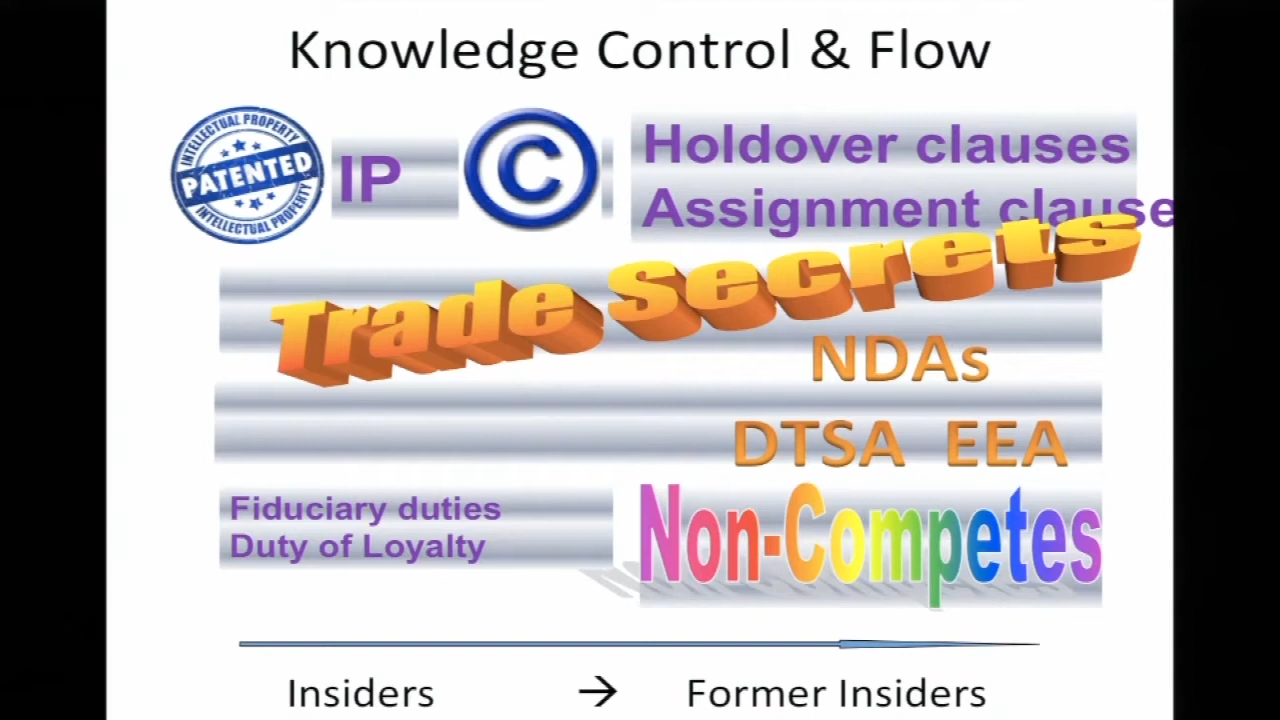 Knowledge Control & Flow
INTELLECTUAL PROPERTY
PATENTED
INTELLECTUAL PROPERTY
IP
©
Holdover clauses
Assignment clause
Trade Secrets
NDAs
DTSA EEA
Fiduciary duties
Duty of Loyalty
Non-Competes
Insiders → Former Insiders